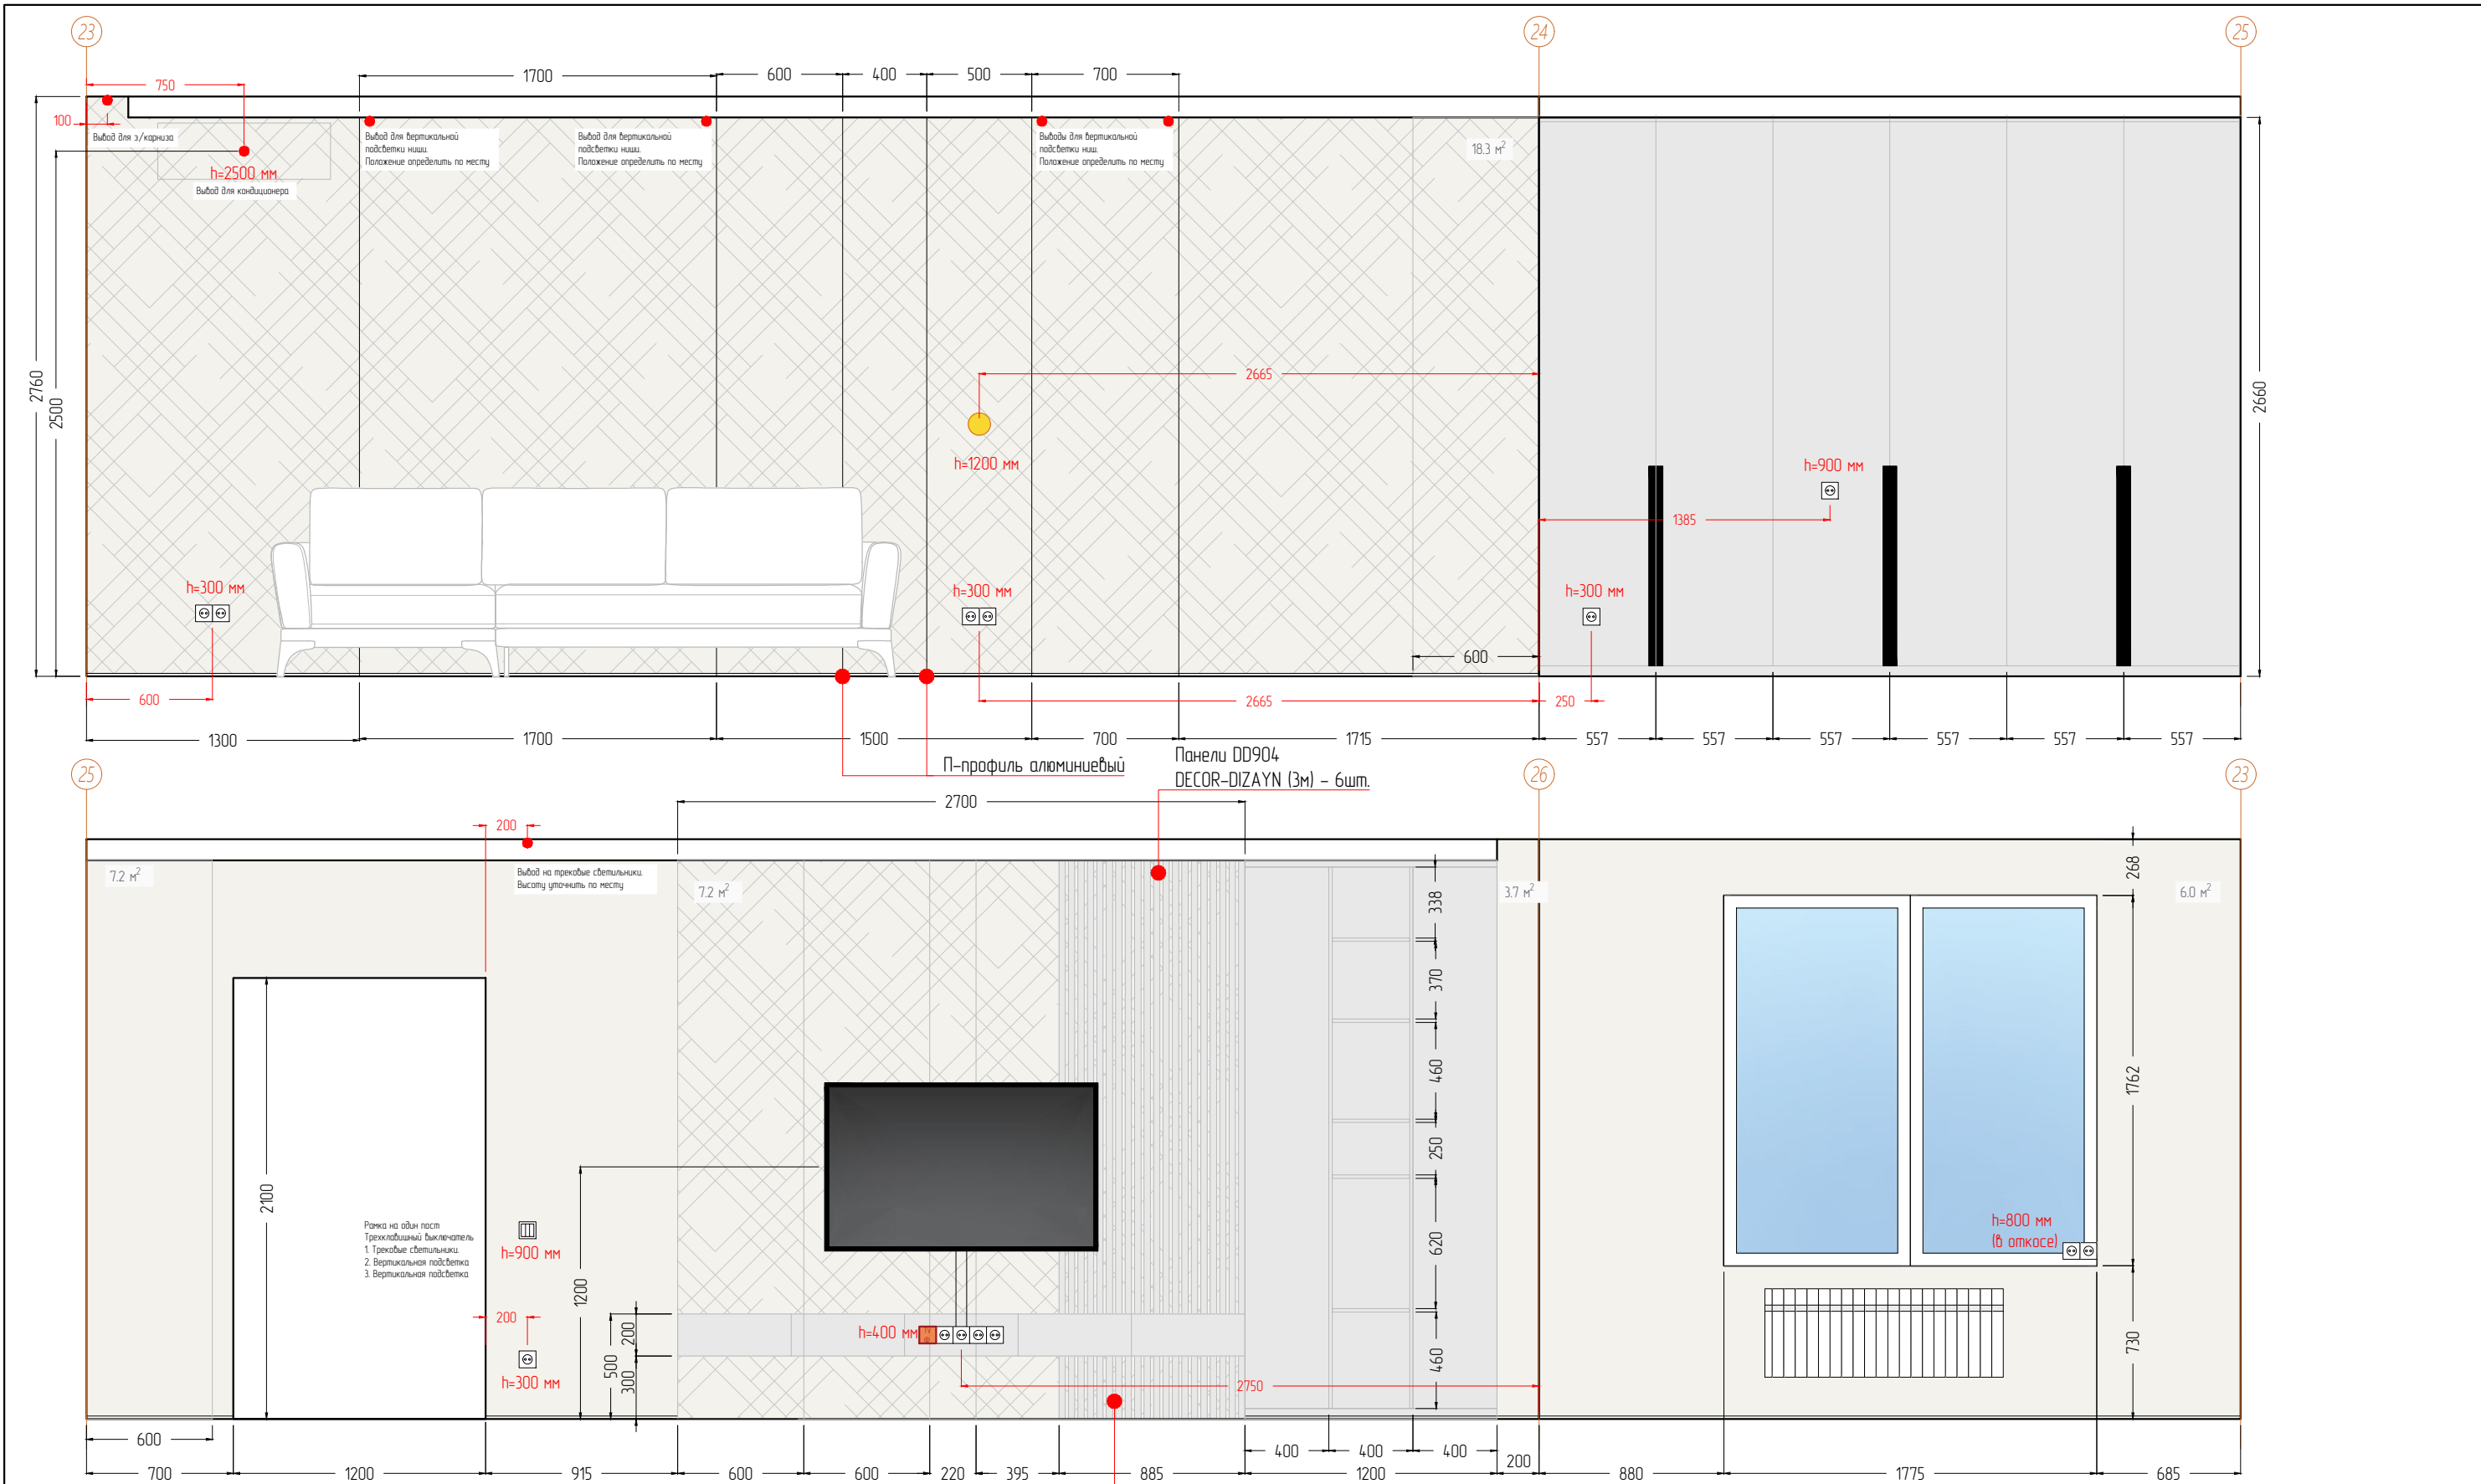 23
24
25
1700
600
400
500
700
750
100
Вывод для э/карниза
Вывод для вертикальной
подсветки ниши.
Положение определить по месту
Вывод для вертикальной
подсветки ниши.
Положение определить по месту
Выводы для вертикальной
подсветки ниш.
Положение определить по месту
18.3 м²
h=2500 мм
Вывод для кондиционера
2760
2500
2665
2660
h=1200 мм
h=900 мм
1385
h=300 мм
h=300 мм
h=300 мм
600
600
2665
250
1300
1700
1500
700
1715
557
557
557
557
557
557
П-профиль алюминиевый
Панели DD904
DECOR-DIZAYN (3м) - 6шт.
25
26
23
2700
200
7.2 м²
Вывод на трековые светильники.
Высоту уточнить по месту
7.2 м²
3.7 м²
6.0 м²
268
338
370
460
250
620
460
1762
730
2100
Рамка на один пост
Трехклавишный выключатель
1. Трековые светильники.
2. Вертикальная подсветка
3. Вертикальная подсветка
h=900 мм
200
h=300 мм
1200
500
200
300
h=400 мм
2750
h=800 мм
(в откосе)
600
400
400
400
200
700
1200
915
600
600
220
395
885
1200
880
1775
685